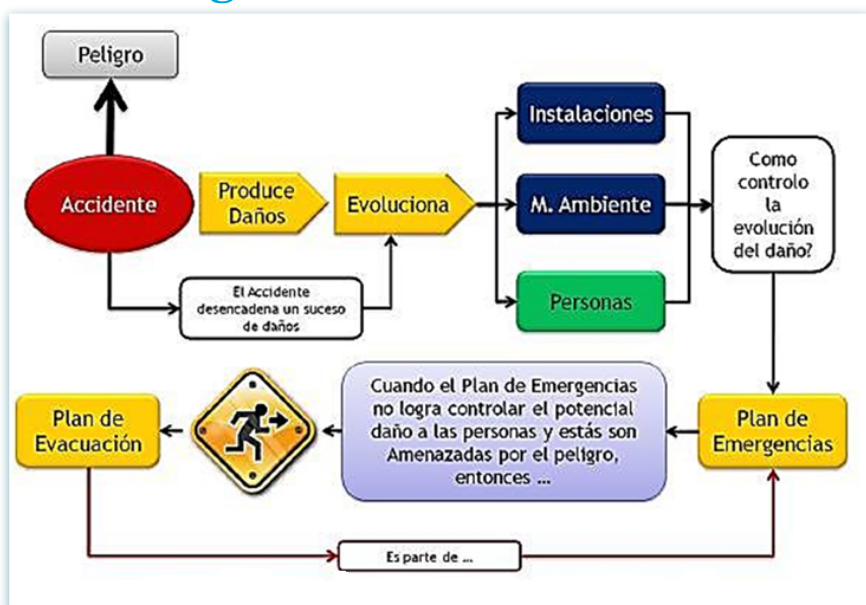 Peligro
Accidente
Produce
Daños
Evoluciona
Instalaciones
M. Ambiente
Personas
Como
controlo
la
evolución
del daño?
El Accidente
desencadena un suceso
de daños
Plan de
Emergencias
Cuando el Plan de Emergencias
no logra controlar el potencial
daño a las personas y estás son
Amenazadas por el peligro,
entonces ...
Plan de
Evacuación
Es parte de ...